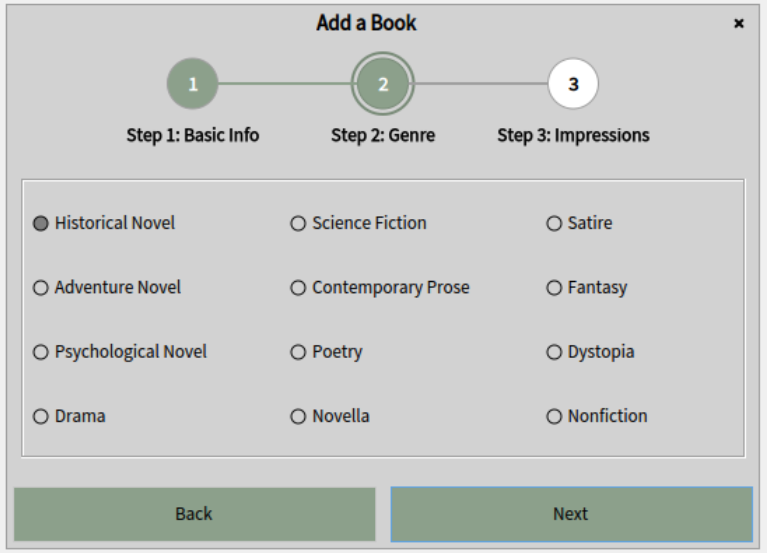 Add a Book ×
1 2 3
Step 1: Basic Info Step 2: Genre Step 3: Impressions
Historical Novel Science Fiction Satire
Adventure Novel Contemporary Prose Fantasy
Psychological Novel Poetry Dystopia
Drama Novella Nonfiction
Back Next